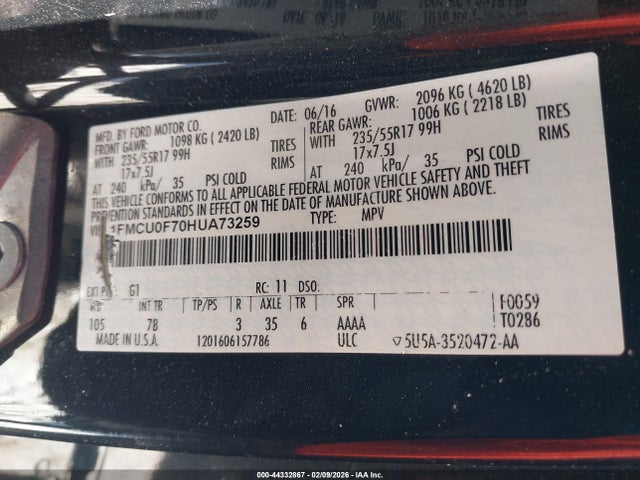 MFD. BY FORD MOTOR CO.
DATE: 06/16 GVWR: 2096 KG ( 4620 LB)
FRONT GAWR: 1098 KG ( 2420 LB) REAR GAWR: 1006 KG ( 2218 LB)
WITH 235/55R17 99H TIRES WITH 235/55R17 99H TIRES
17x7.5J RIMS 17x7.5J RIMS
AT 240 kPa/ 35 PSI COLD AT 240 kPa/ 35 PSI COLD
THIS VEHICLE CONFORMS TO ALL APPLICABLE FEDERAL MOTOR VEHICLE SAFETY AND THEFT
PREVENTION STANDARDS IN EFFECT ON THE DATE OF MANUFACTURE SHOWN ABOVE.
1FMCU0F70HUA73259 TYPE: MPV
EXT G1 RC: 11 DSO:
INT TR TP/PS R AXLE TR SPR F0059
105 7B 3 35 6 AAAA T0286
MADE IN U.S.A. 1201606157786 ULC ▽5U5A-3520472-AA
000-44332867 - 02/09/2026 - IAA Inc.